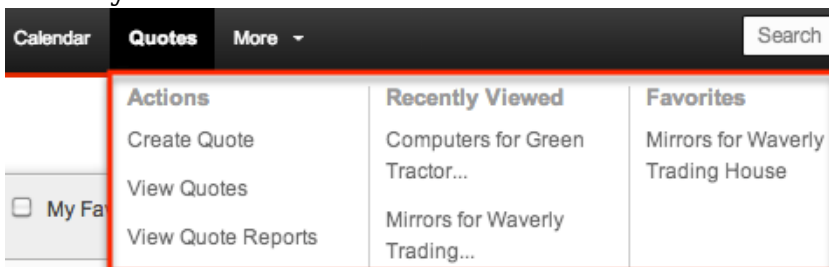 Calendar Quotes More Search
Actions
Create Quote
View Quotes
View Quote Reports
Recently Viewed
Computers for Green
Tractor...
Mirrors for Waverly
Trading...
Favorites
Mirrors for Waverly
Trading House
My Fav